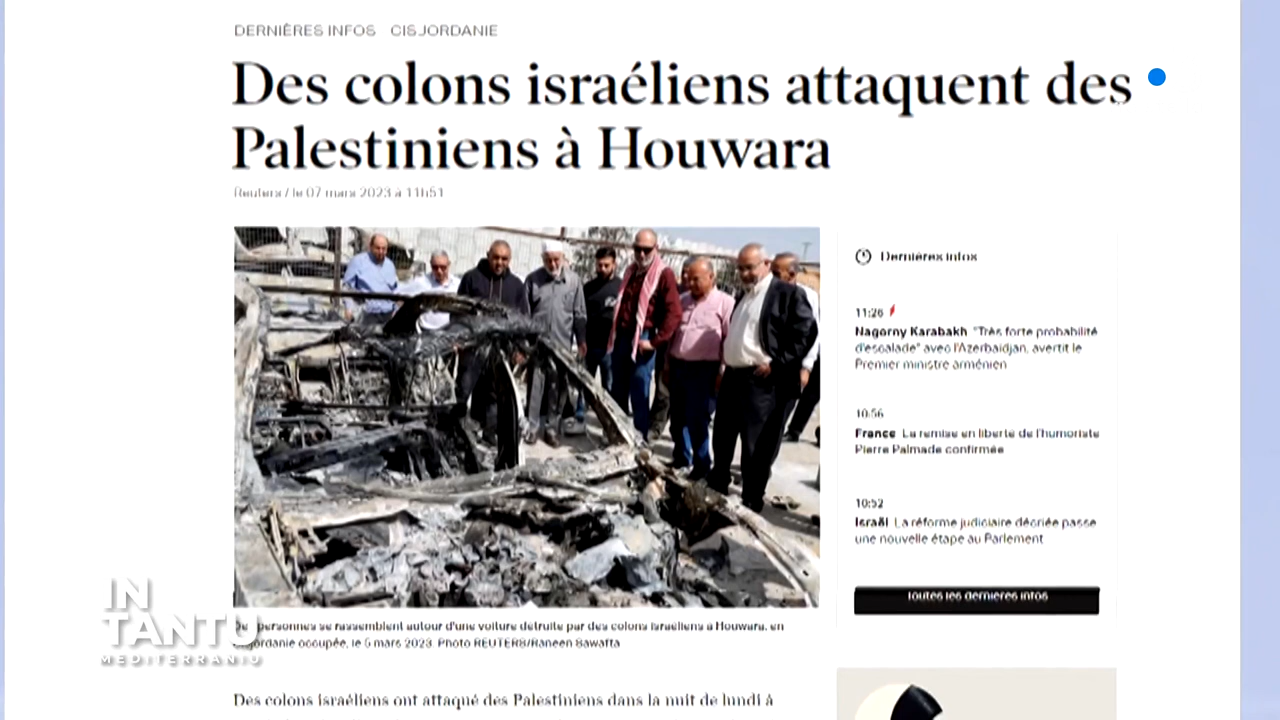 DERNIÈRES INFOS CISJORDANIE
Des colons israéliens attaquent des
Palestiniens à Houwara
Reuters / le 07 mars 2023 à 11h51
Dernières infos
11:26
Nagorny Karabakh "Très forte probabilité
d'escalade" avec l'Azerbaïdjan, avertit le
Premier ministre arménien
10:56
France La remise en liberté de l'humoriste
Pierre Palmade confirmée
10:52
Israël La réforme judiciaire décriée passe
une nouvelle étape au Parlement
Toutes les dernières infos
personnes se rassemblent autour d'une voiture détruite par des colons israéliens à Houwara, en
Cisjordanie occupée, le 5 mars 2023. Photo REUTERS/Raneen Sawafta
Des colons israéliens ont attaqué des Palestiniens dans la nuit de lundi à
IN
TANTU
MEDITERRANIU